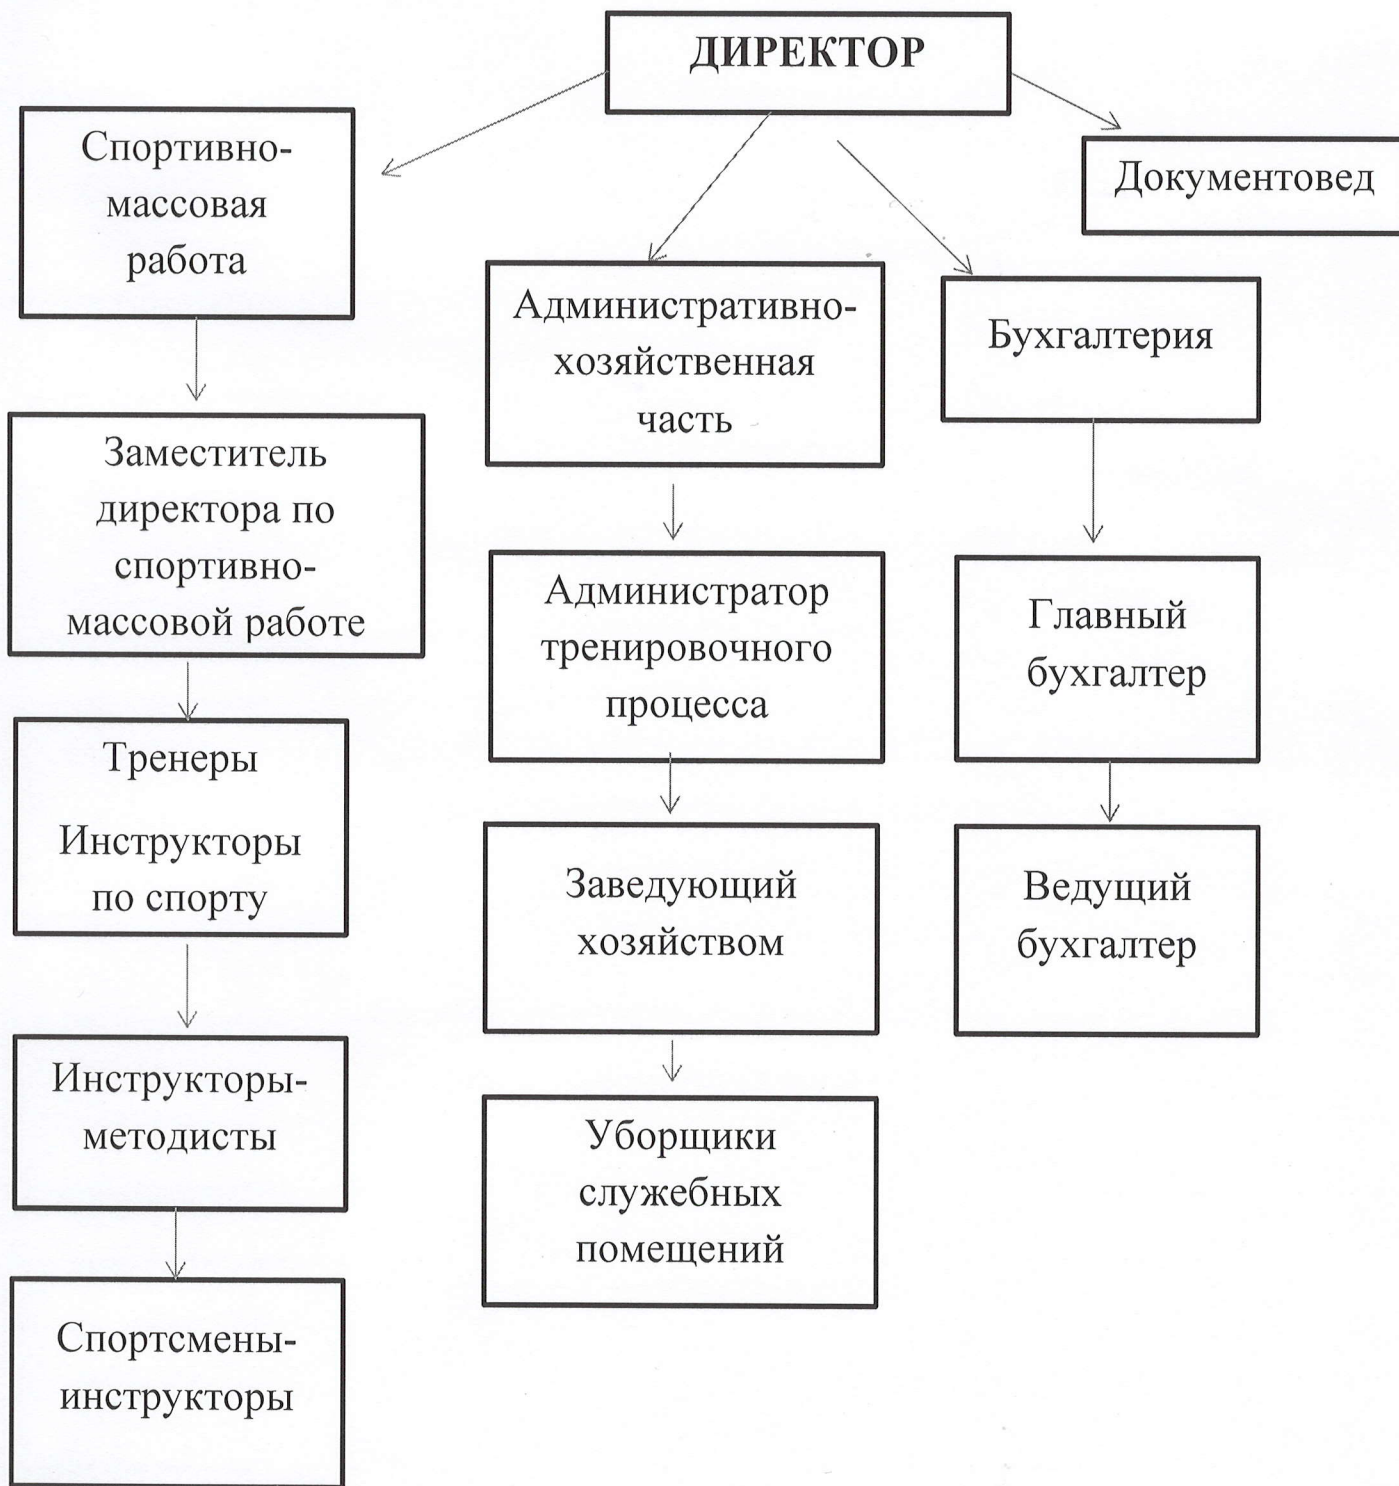 ДИРЕКТОР
Спортивно-
массовая
работа
Документовед
Административно-
хозяйственная
часть
Бухгалтерия
Заместитель
директора по
спортивно-
массовой работе
Администратор
тренировочного
процесса
Главный
бухгалтер
Тренеры
Инструкторы
по спорту
Заведующий
хозяйством
Ведущий
бухгалтер
Инструкторы-
методисты
Уборщики
служебных
помещений
Спортсмены-
инструкторы